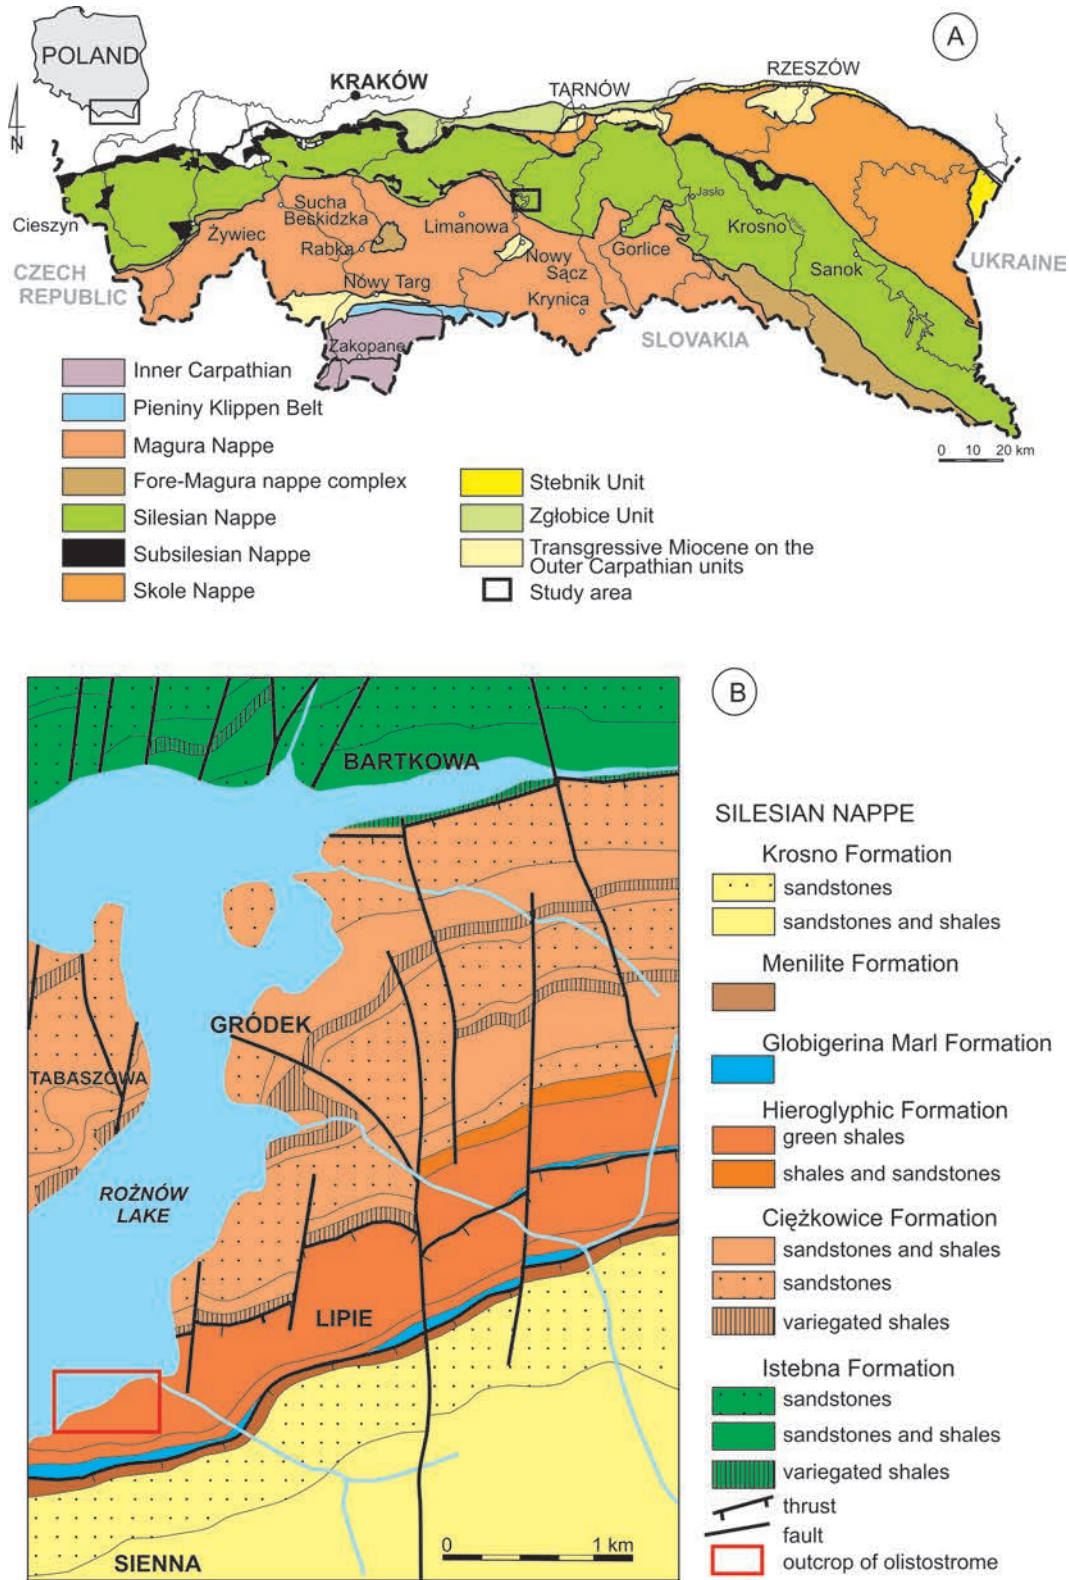 A
POLAND
N
KRAKÓW
TARNÓW
RZESZÓW
Cieszyn
Żywiec
Sucha
Beskidzka
Rabka
Limanowa
Nowy Targ
Nowy
Sącz
Krynica
Gorlice
Jasło
Krosno
Sanok
Zakopane
CZECH
REPUBLIC
SLOVAKIA
UKRAINE
0 10 20 km
Inner Carpathian
Pieniny Klippen Belt
Magura Nappe
Fore-Magura nappe complex
Silesian Nappe
Subsilesian Nappe
Skole Nappe
Stebnik Unit
Zgłobice Unit
Transgressive Miocene on the
Outer Carpathian units
Study area
B
BARTKOWA
GRÓDEK
TABASZOWA
ROŻNÓW
LAKE
LIPIE
SIENNA
0 1 km
SILESIAN NAPPE
Krosno Formation
sandstones
sandstones and shales
Menilite Formation
Globigerina Marl Formation
Hieroglyphic Formation
green shales
shales and sandstones
Ciężkowice Formation
sandstones and shales
sandstones
variegated shales
Istebna Formation
sandstones
sandstones and shales
variegated shales
thrust
fault
outcrop of olistostrome